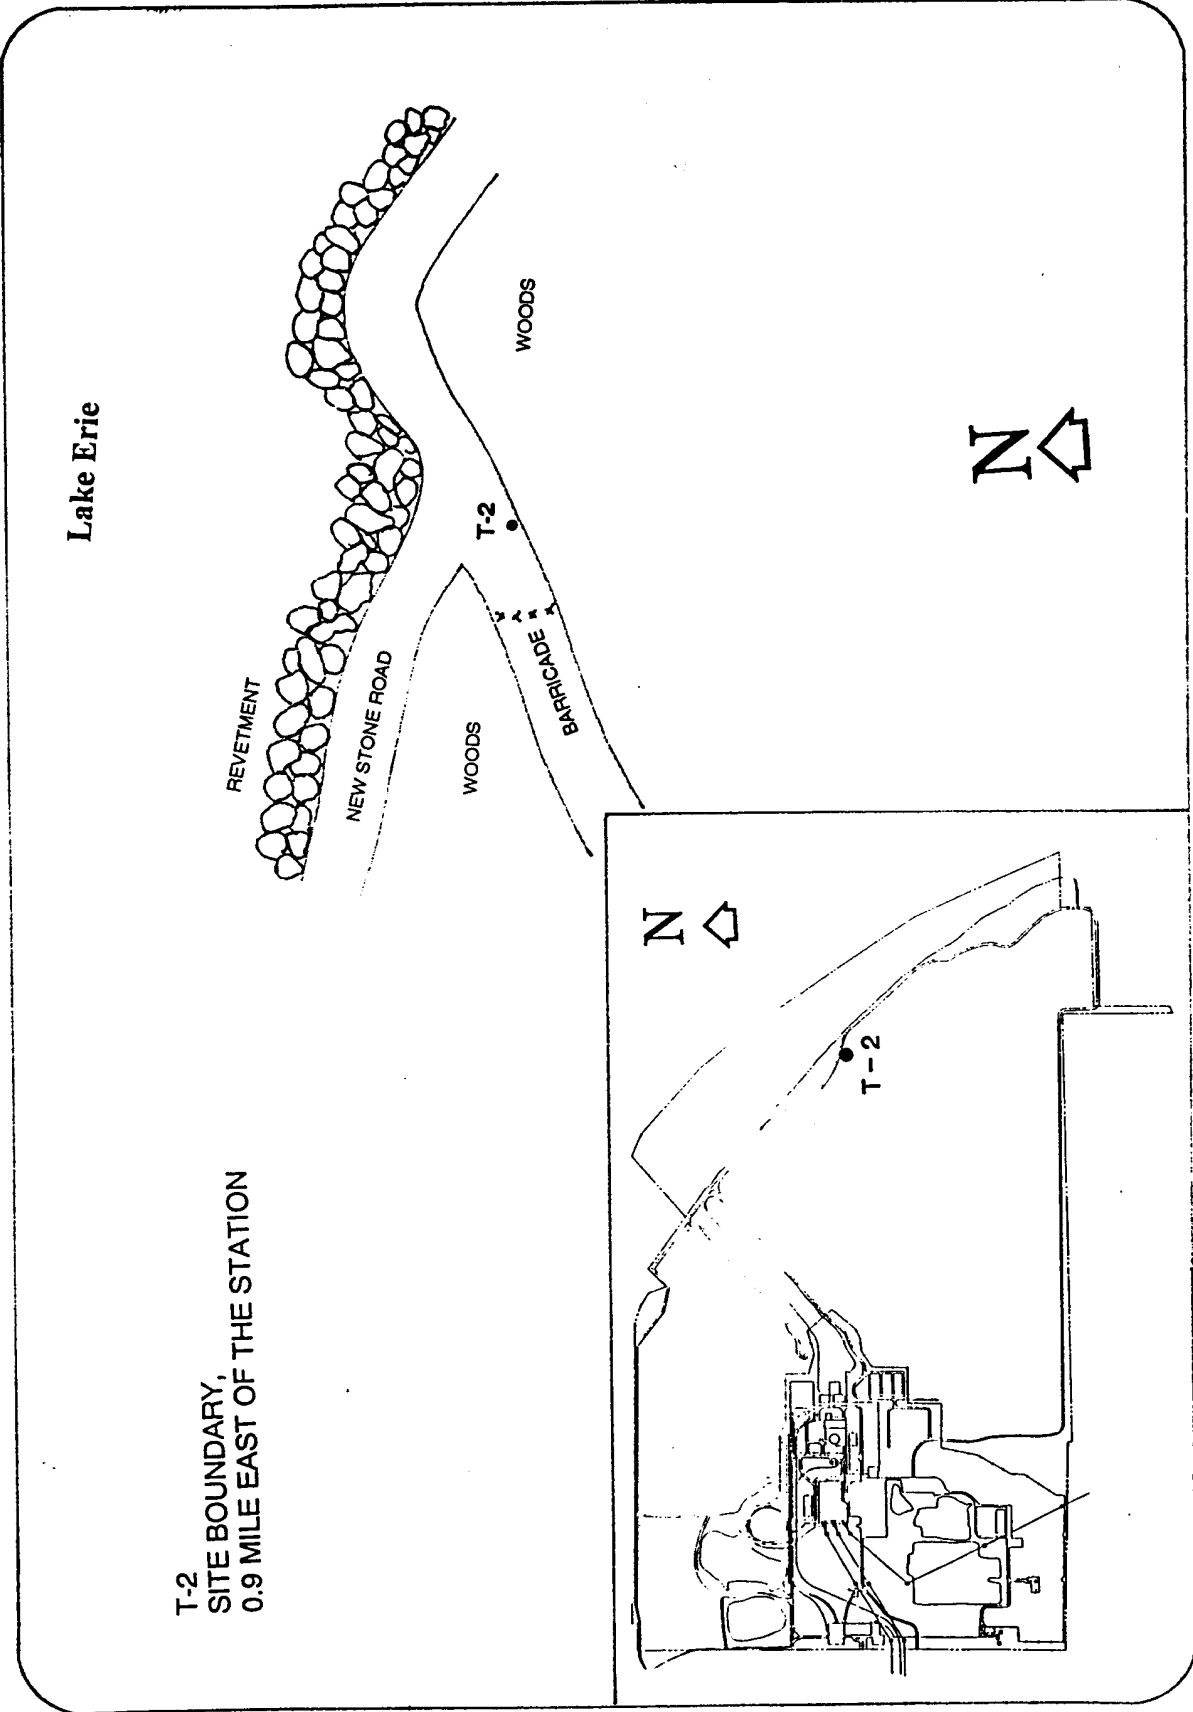 T-2
SITE BOUNDARY,
0.9 MILE EAST OF THE STATION
Lake Erie
REVETMENT
NEW STONE ROAD
WOODS
BARRICADE
T-2
WOODS
N
N
T-2